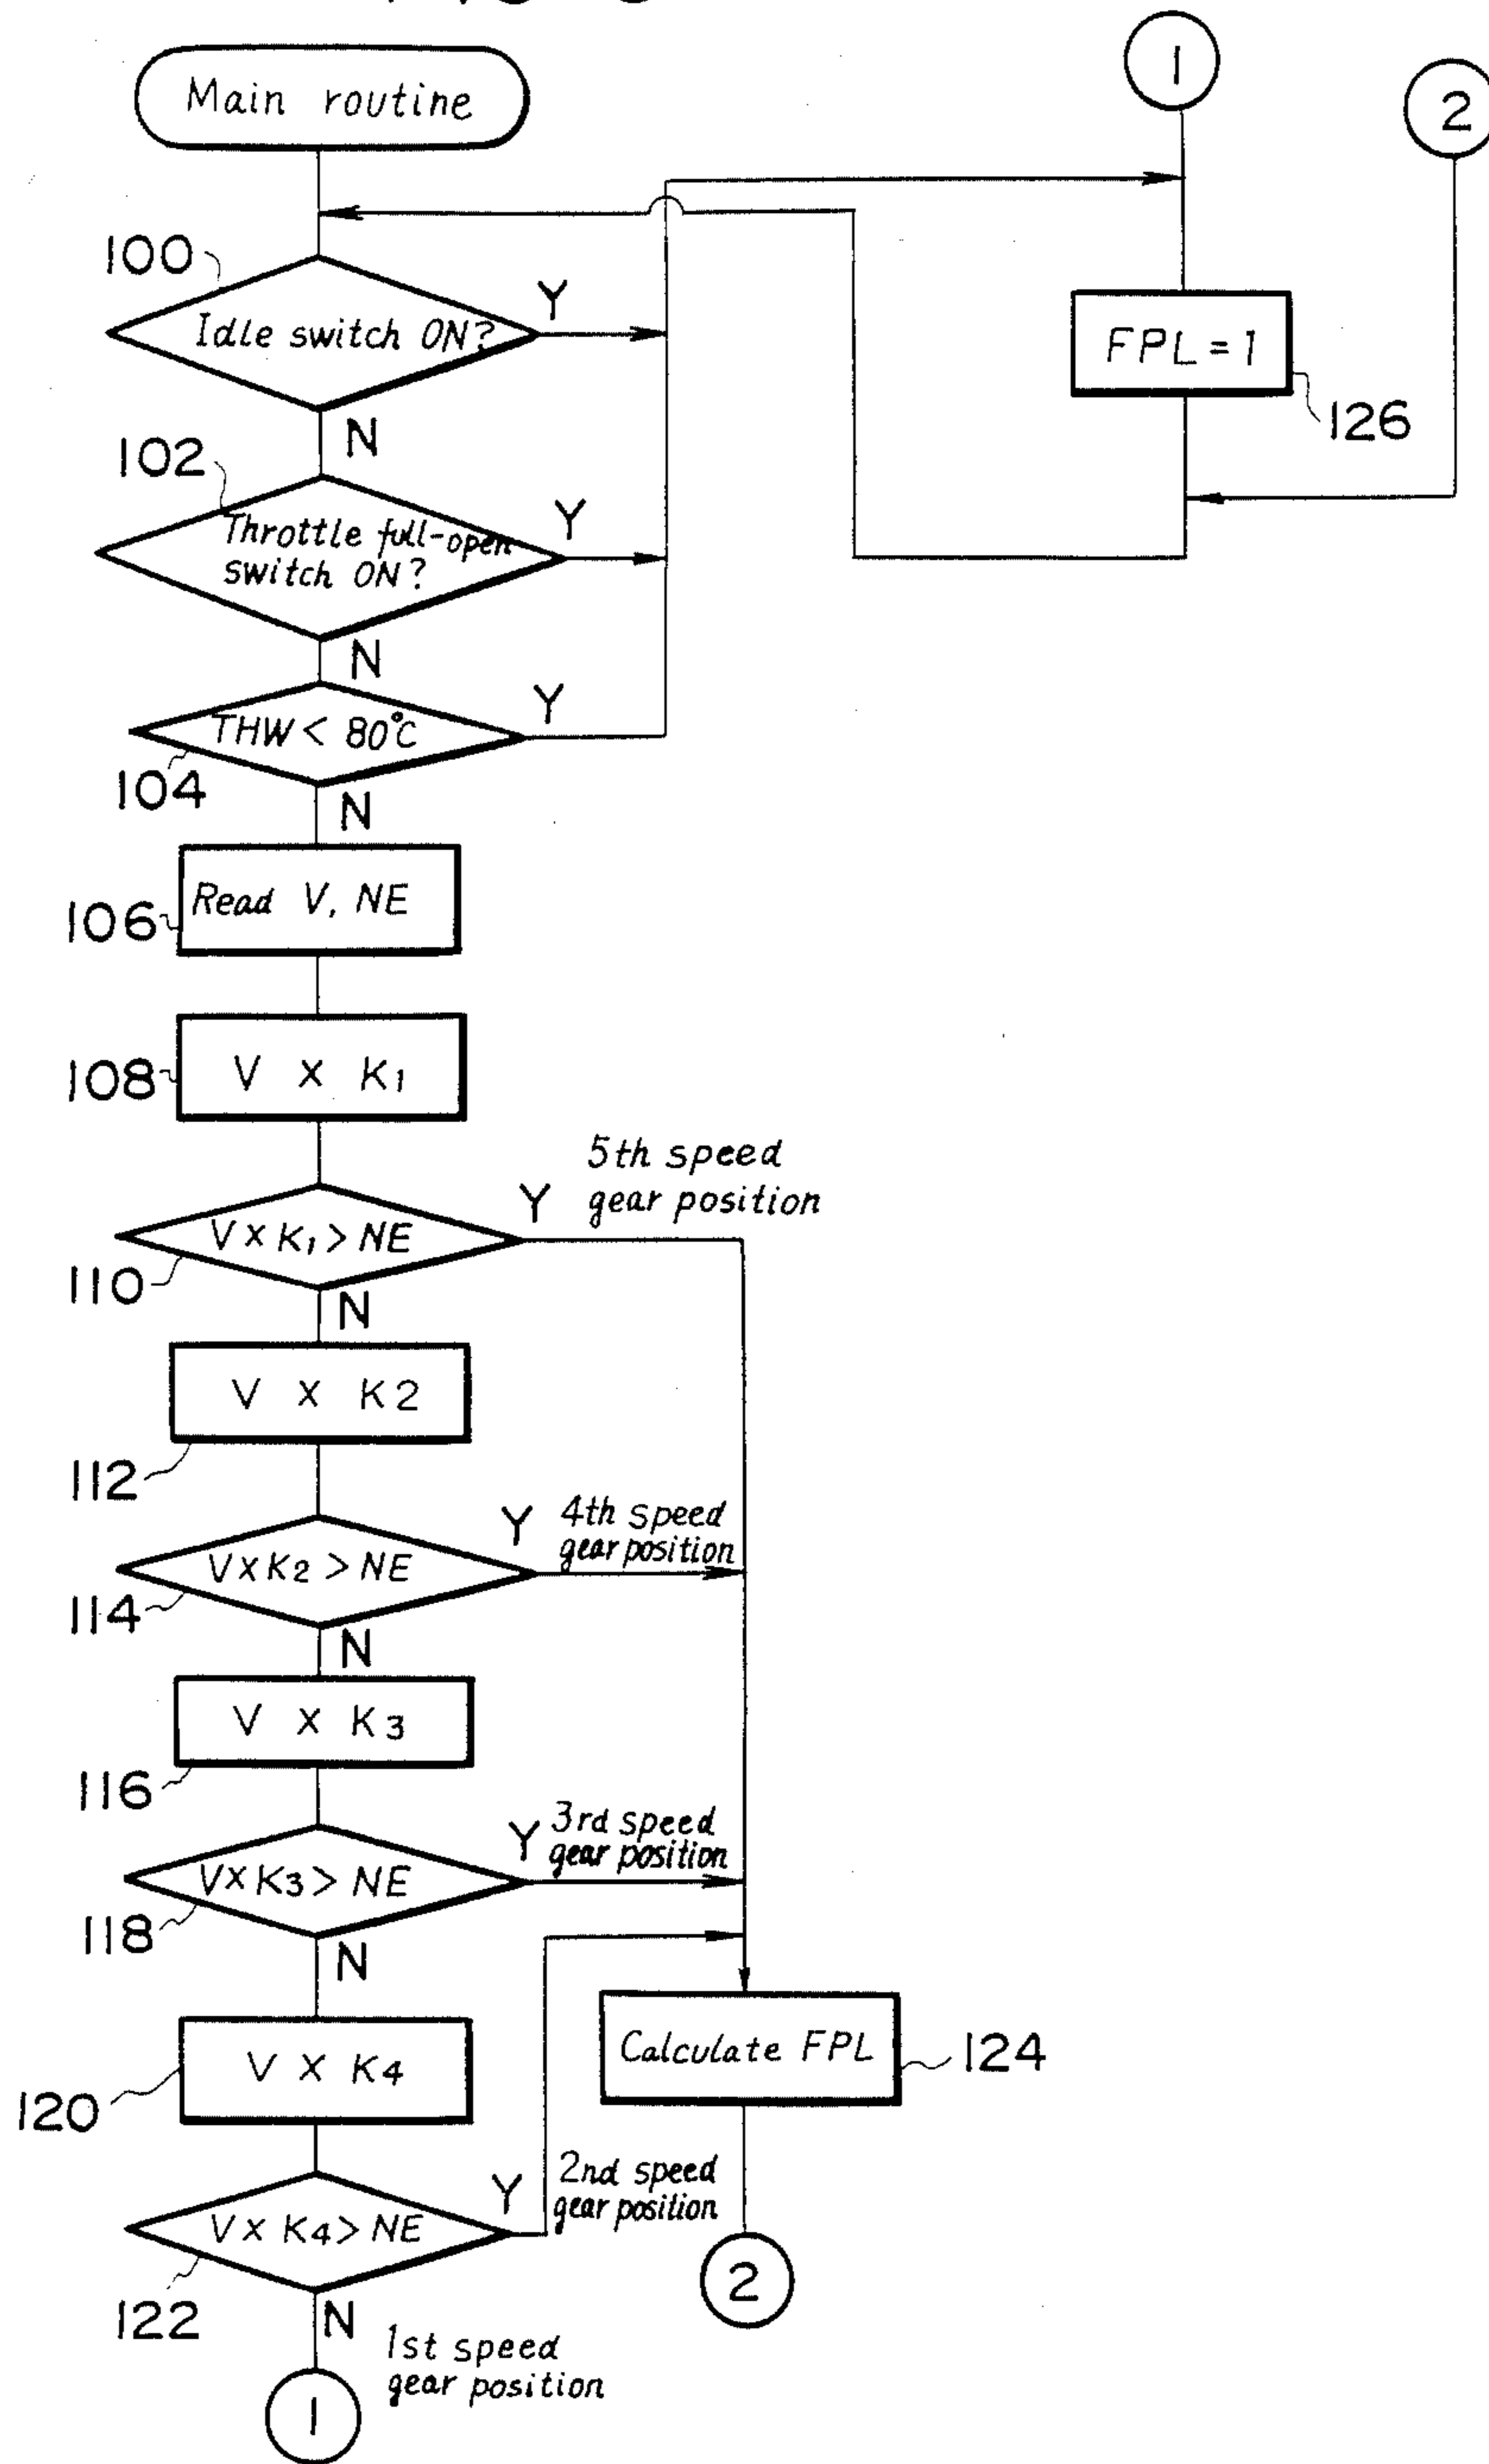 Main routine
1
2
100
Y
Idle switch ON?
FPL = 1
126
N
102
Y
Throttle full-open
switch ON?
N
Y
THW < 80°C
104
N
Read V, NE
106
V x K1
108
5th speed
gear position
Y
V x K1 > NE
110
N
V x K2
112
Y
4th speed
gear position
V x K2 > NE
114
N
V x K3
116
Y
3rd speed
gear position
V x K3 > NE
118
N
Calculate FPL
124
V x K4
120
Y
2nd speed
gear position
V x K4 > NE
2
122
N
1st speed
gear position
1